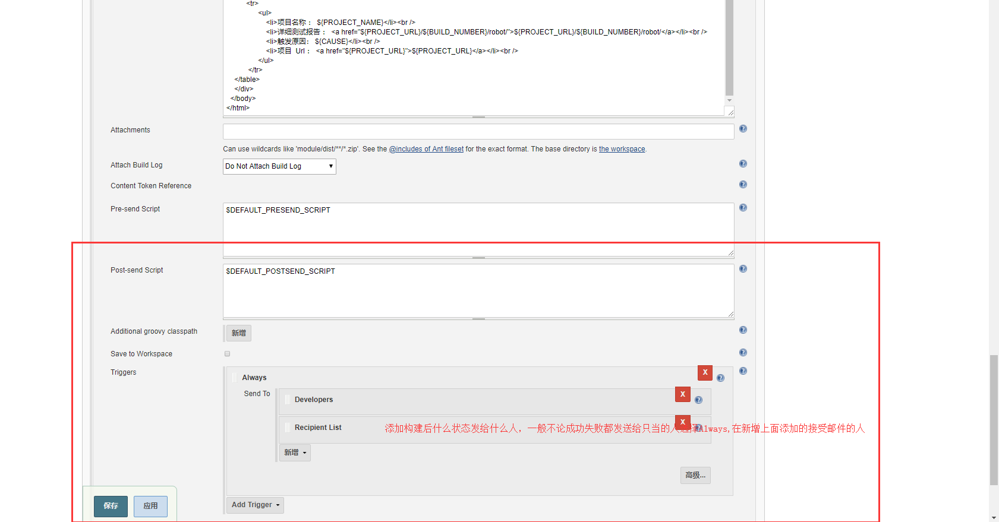 <tr>
<ul>
<li>项目名称： ${PROJECT_NAME}</li><br />
<li>详细测试报告： <a href="${PROJECT_URL}/${BUILD_NUMBER}/robot/">${PROJECT_URL}/${BUILD_NUMBER}/robot/</a></li><br />
<li>触发原因: ${CAUSE}</li><br />
<li>项目 Url： <a href="${PROJECT_URL}">${PROJECT_URL}</a></li><br />
</ul>
</tr>
</table>
</div>
</body>
</html>
Attachments
Can use wildcards like 'module/dist/**/*.zip'. See the @includes of Ant fileset for the exact format. The base directory is the workspace.
Attach Build Log
Do Not Attach Build Log
Content Token Reference
Pre-send Script
$DEFAULT_PRESEND_SCRIPT
Post-send Script
$DEFAULT_POSTSEND_SCRIPT
Additional groovy classpath
新增
Save to Workspace
Triggers
Always
X
Send To
Developers
X
Recipient List
X
添加构建后什么状态发给什么人, 一般不论成功失败都发送给只当的人选择Always,在新增上面添加的接受邮件的人
新增
高级...
Add Trigger
保存
应用